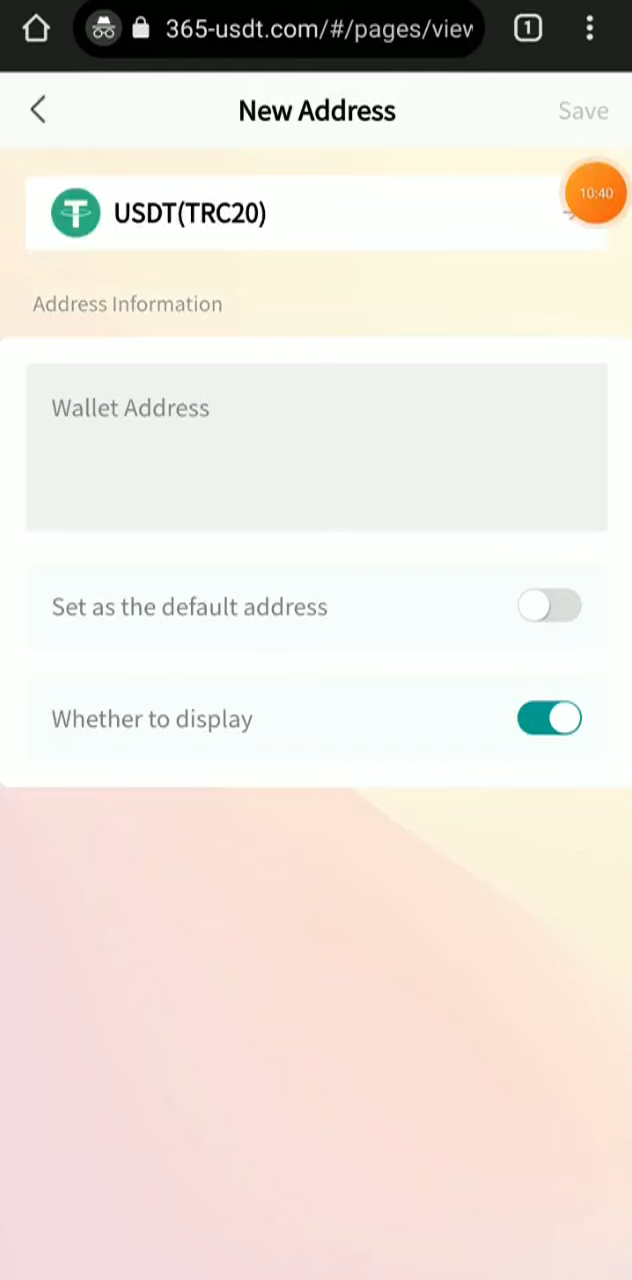 365-usdt.com/#/pages/view
1
New Address
Save
USDT(TRC20)
10:40
Address Information
Wallet Address
Set as the default address
Whether to display